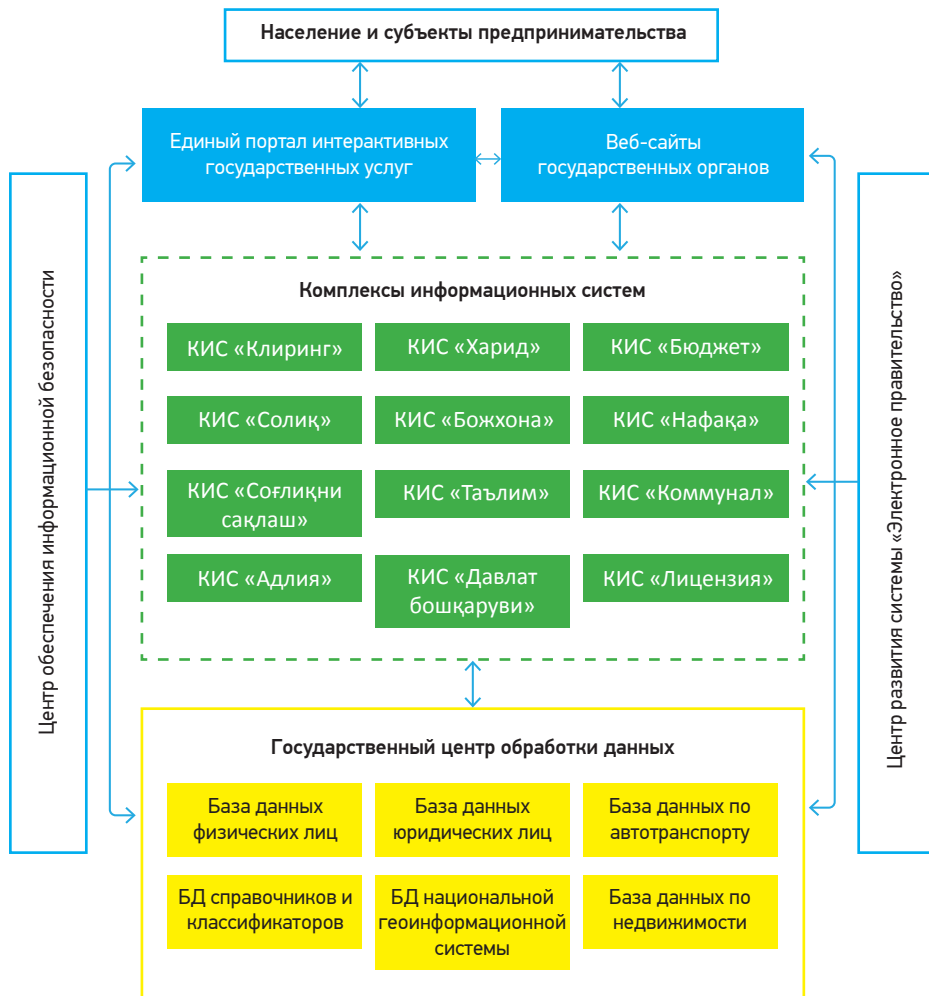 Население и субъекты предпринимательства
Единый портал интерактивных
государственных услуг
Веб-сайты
государственных органов
Центр обеспечения информационной безопасности
Центр развития системы «Электронное правительство»
Комплексы информационных систем
КИС «Клиринг»
КИС «Харид»
КИС «Бюджет»
КИС «Солиқ»
КИС «Божхона»
КИС «Нафақа»
КИС «Соғлиқни
сақлаш»
КИС «Таълим»
КИС «Коммунал»
КИС «Адлия»
КИС «Давлат
бошқаруви»
КИС «Лицензия»
Государственный центр обработки данных
База данных
физических лиц
База данных
юридических лиц
База данных по
автотранспорту
БД справочников и
классификаторов
БД национальной
геоинформационной
системы
База данных по
недвижимости